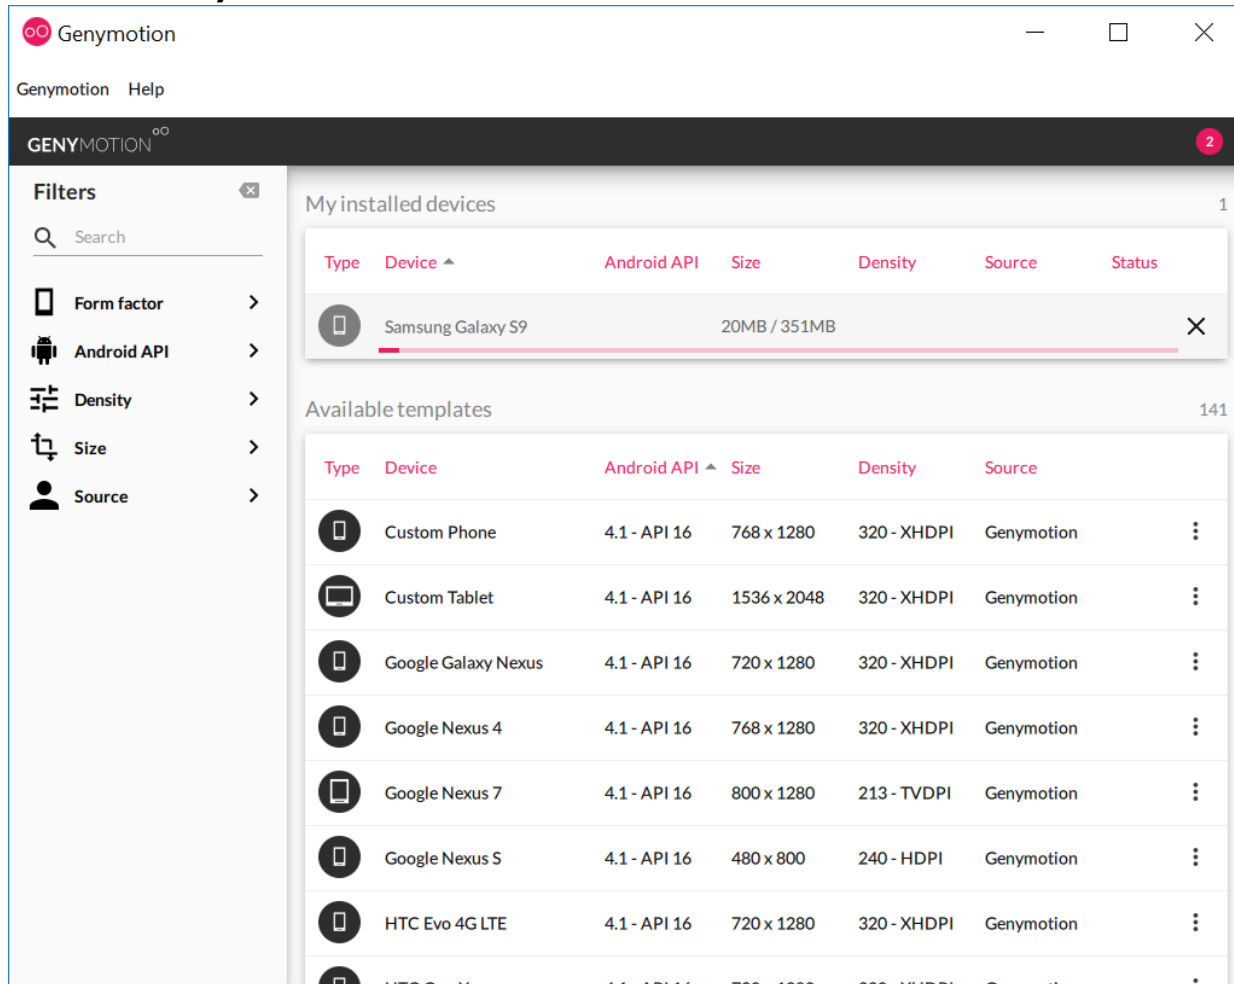 Genymotion
Genymotion Help
GENYMOTION oO 2
Filters
Search
Form factor
Android API
Density
Size
Source
My installed devices 1
Type Device Android API Size Density Source Status
Samsung Galaxy S9 20MB / 351MB
Available templates 141
Type Device Android API Size Density Source
Custom Phone 4.1 - API 16 768 x 1280 320 - XHDPI Genymotion
Custom Tablet 4.1 - API 16 1536 x 2048 320 - XHDPI Genymotion
Google Galaxy Nexus 4.1 - API 16 720 x 1280 320 - XHDPI Genymotion
Google Nexus 4 4.1 - API 16 768 x 1280 320 - XHDPI Genymotion
Google Nexus 7 4.1 - API 16 800 x 1280 213 - TVDPI Genymotion
Google Nexus S 4.1 - API 16 480 x 800 240 - HDPI Genymotion
HTC Evo 4G LTE 4.1 - API 16 720 x 1280 320 - XHDPI Genymotion